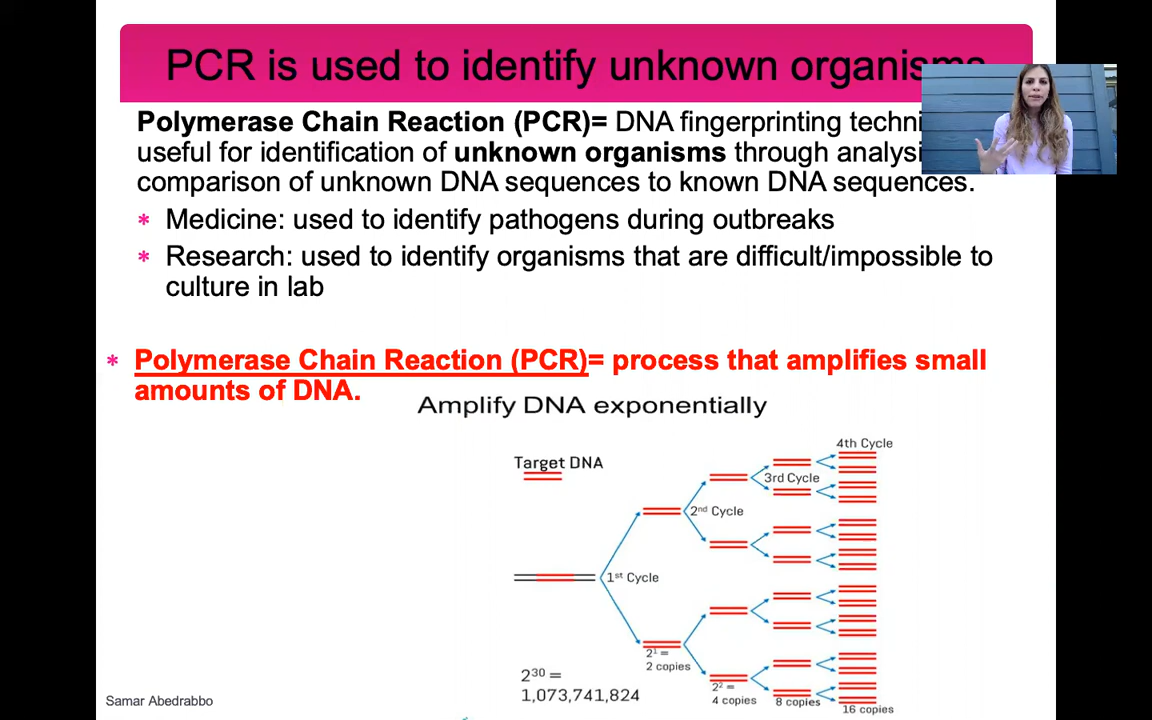 PCR is used to identify unknown organisms
Polymerase Chain Reaction (PCR)= DNA fingerprinting
useful for identification of unknown organisms through
comparison of unknown DNA sequences to known DNA sequences.
* Medicine: used to identify pathogens during outbreaks
* Research: used to identify organisms that are difficult/impossible to
culture in lab
* Polymerase Chain Reaction (PCR)= process that amplifies small
amounts of DNA.
Amplify DNA exponentially
4th Cycle
Target DNA
3rd Cycle
2nd Cycle
1st Cycle
2¹ =
2 copies
2³⁰ =
1,073,741,824
2² =
4 copies
8 copies
16 copies
Samar Abedrabbo